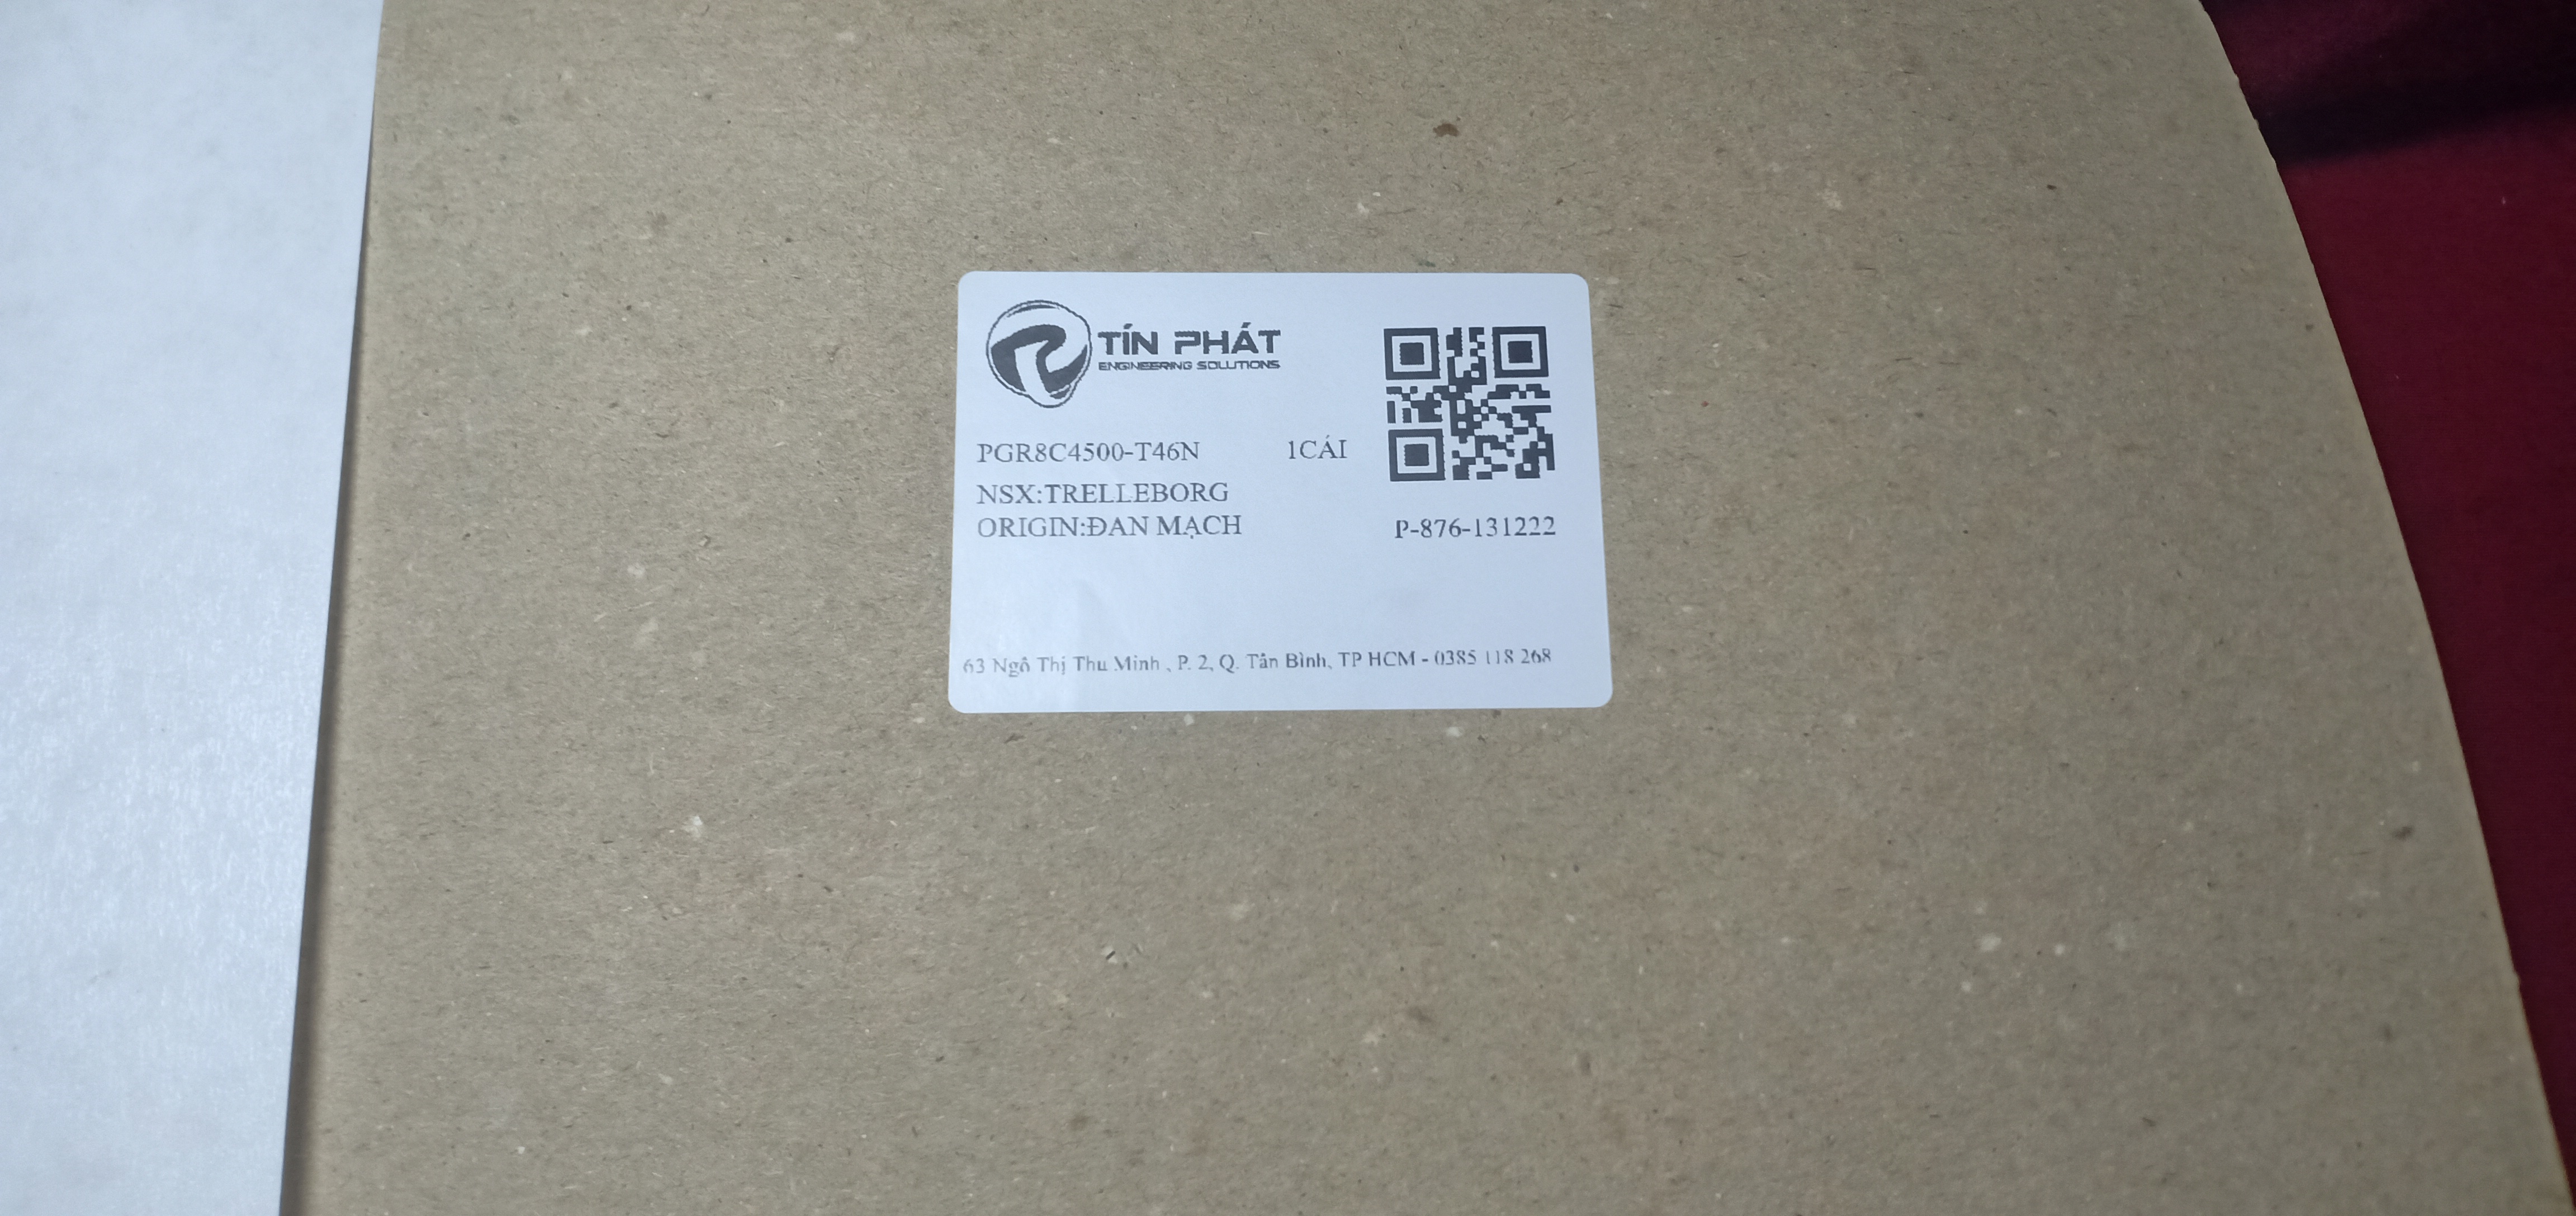 TÍN PHÁT
ENGINEERING SOLUTIONS
PGR8C4500-T46N 1CÁI
NSX:TRELLEBORG
ORIGIN:ĐAN MẠCH P-876-131222
63 Ngô Thị Thu Minh , P. 2, Q. Tân Bình, TP HCM - 0385 118 268